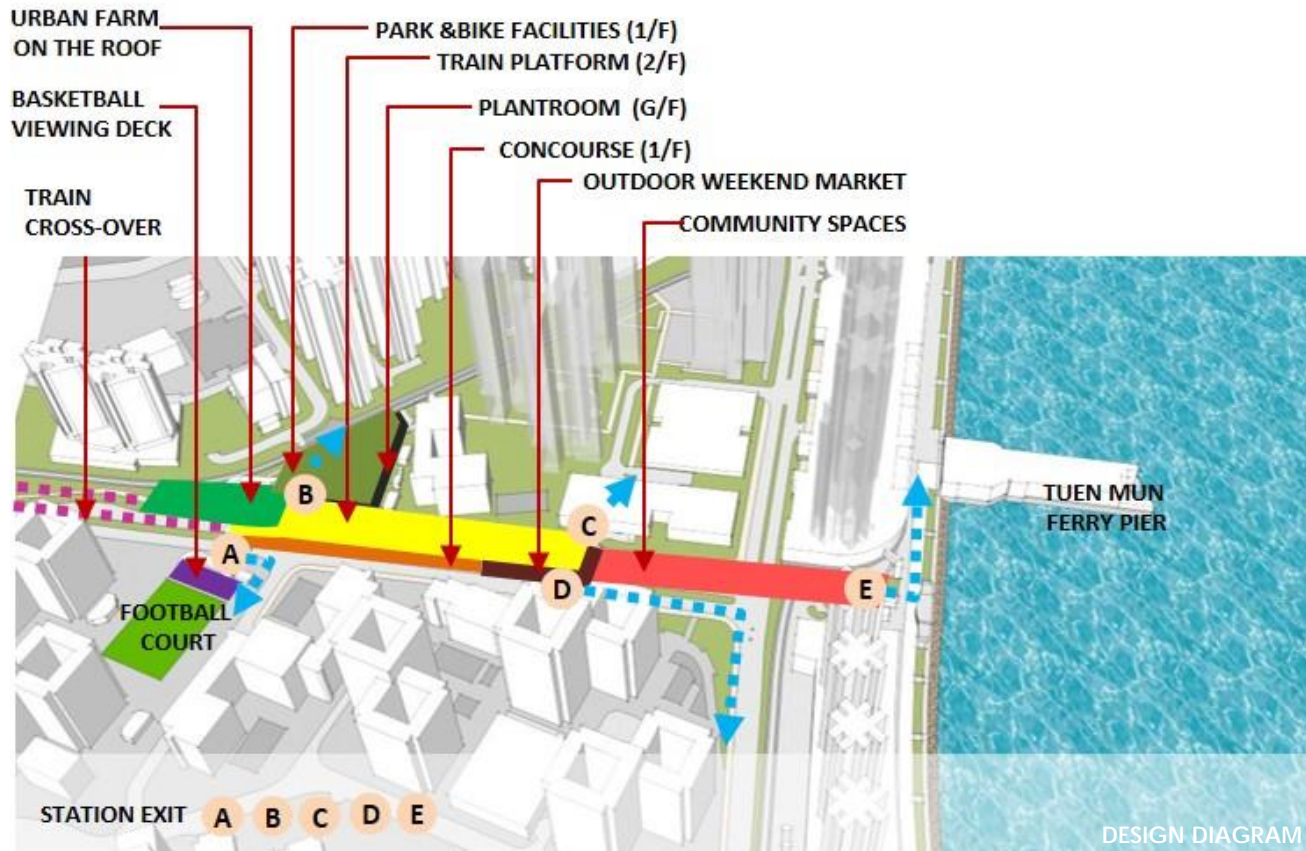 URBAN FARM
ON THE ROOF
PARK &BIKE FACILITIES (1/F)
TRAIN PLATFORM (2/F)
BASKETBALL
VIEWING DECK
PLANTROOM (G/F)
CONCOURSE (1/F)
OUTDOOR WEEKEND MARKET
TRAIN
CROSS-OVER
COMMUNITY SPACES
B
C
A
D
E
TUEN MUN
FERRY PIER
FOOTBALL
COURT
STATION EXIT A B C D E
DESIGN DIAGRAM